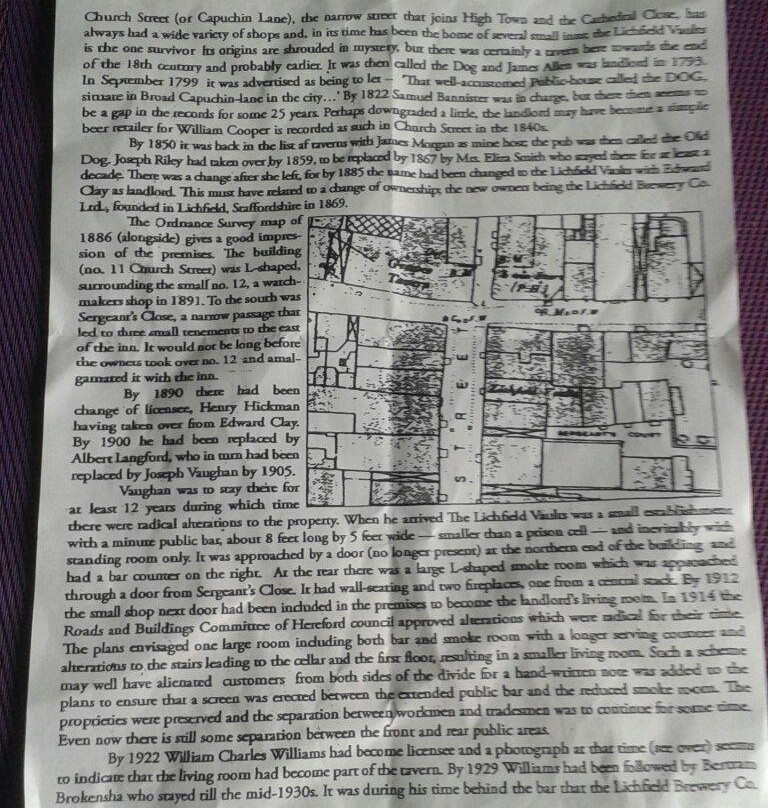 Church Street (or Capuchin Lane), the narrow street that joins High Town and the Cathedral Close, has
always had a wide variety of shops and, in its time has been the home of several small inns: the Lichfield Vaults
is the one survivor Its origins are shrouded in mystery, but there was certainly a tavern here towards the end
of the 18th century and probably earlier. It was then called the Dog and James Allen was landlord in 1793.
In September 1799 it was advertised as being to let – 'That well-accustomed Public-house called the DOG,
situate in Broad Capuchin-lane in the city...' By 1822 Samuel Bannister was in charge, but there then seems to
be a gap in the records for some 25 years. Perhaps downgraded a little, the landlord may have become a simple
beer retailer for William Cooper is recorded as such in Church Street in the 1840s.
By 1850 it was back in the list of taverns with James Morgan as mine host; the pub was then called the Old
Dog. Joseph Riley had taken over by 1859, to be replaced by 1867 by Mrs. Eliza Smith who stayed there for at least a
decade. There was a change after she left, for by 1885 the name had been changed to the Lichfield Vaults with Edward
Clay as landlord. This must have related to a change of ownership; the new owners being the Lichfield Brewery Co.
Ltd., founded in Lichfield, Staffordshire in 1869.
The Ordnance Survey map of
1886 (alongside) gives a good impres-
sion of the premises. The building
(no. 11 Church Street) was L-shaped,
surrounding the small no. 12, a watch-
makers shop in 1891. To the south was
Sergeant's Close, a narrow passage that
led to three small tenements to the east
of the inn. It would not be long before
the owners took over no. 12 and amal-
gamated it with the inn.
By 1890 there had been
change of licensee, Henry Hickman
having taken over from Edward Clay.
By 1900 he had been replaced by
Albert Langford, who in turn had been
replaced by Joseph Vaughan by 1905.
Vaughan was to stay there for
at least 12 years during which time
there were radical alterations to the property. When he arrived The Lichfield Vaults was a small establishment
with a minute public bar, about 8 feet long by 5 feet wide — smaller than a prison cell — and inevitably with
standing room only. It was approached by a door (no longer present) at the northern end of the building and
had a bar counter on the right. At the rear there was a large L-shaped smoke room which was approached
through a door from Sergeant's Close. It had wall-seating and two fireplaces, one from a central stack. By 1912
the small shop next door had been included in the premises to become the landlord's living room. In 1914 the
Roads and Buildings Committee of Hereford council approved alterations which were radical for their time.
The plans envisaged one large room including both bar and smoke room with a longer serving counter and
alterations to the stairs leading to the cellar and the first floor, resulting in a smaller living room. Such a scheme
may well have alienated customers from both sides of the divide for a hand-written note was added to the
plans to ensure that a screen was erected between the extended public bar and the reduced smoke room. The
proprieties were preserved and the separation between workmen and tradesmen was to continue for some time.
Even now there is still some separation between the front and rear public areas.
By 1922 William Charles Williams had become licensee and a photograph at that time (see over) seems
to indicate that the living room had become part of the tavern. By 1929 Williams had been followed by Bertram
Brokensha who stayed till the mid-1930s. It was during his time behind the bar that the Lichfield Brewery Co.
Tavern
(P.H.)
STREET
SERGEANT'S COURT